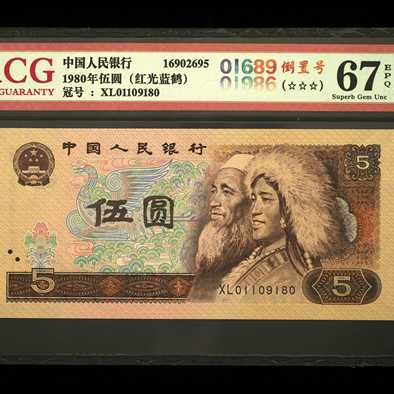 CG
GUARANTY
中国人民银行 16902695
1980年伍圆（红光蓝鹤）
冠号 : XL01109180
01689 倒置号
01986 (☆☆☆)
67 EPQ
Superb Gem Unc
中国人民银行
5
伍圆
5
5
XL01109180